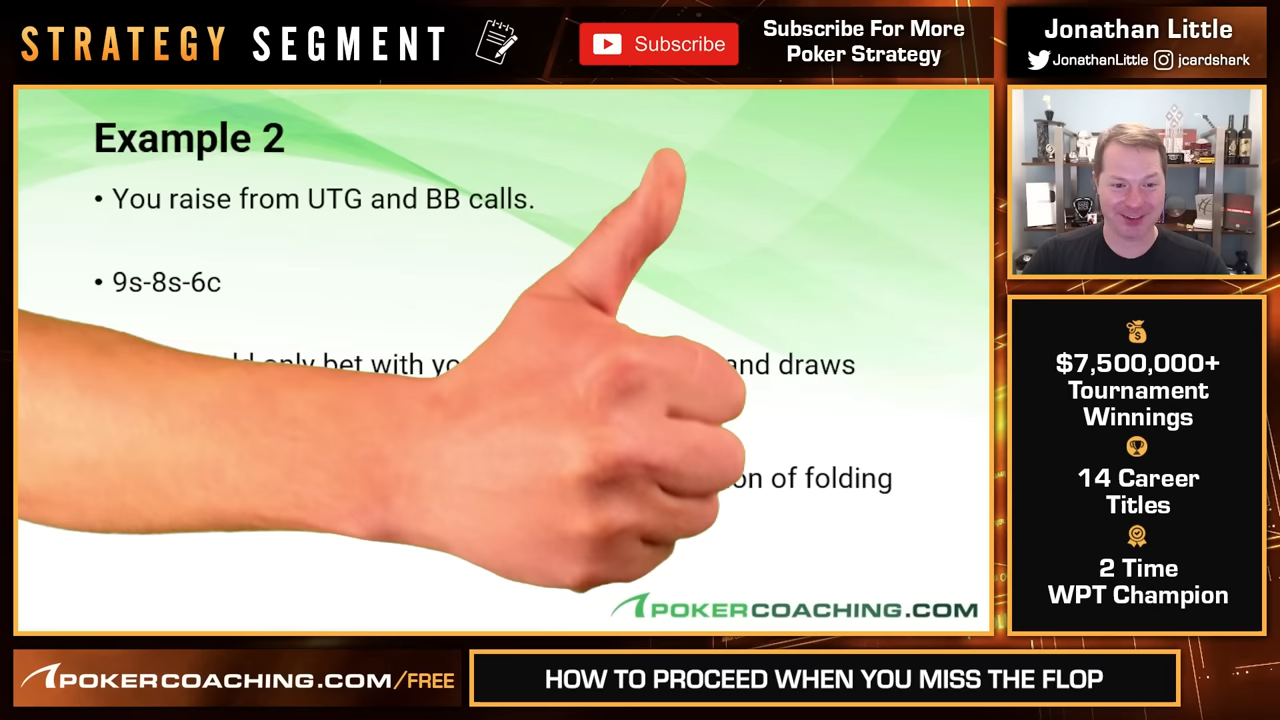 STRATEGY SEGMENT
Subscribe
Subscribe For More
Poker Strategy
Jonathan Little
JonathanLittle jcardshark
Example 2
• You raise from UTG and BB calls.
• 9s-8s-6c
only bet with and draws
of folding
POKERCOACHING.COM
$7,500,000+
Tournament
Winnings
14 Career
Titles
2 Time
WPT Champion
POKERCOACHING.COM/FREE
HOW TO PROCEED WHEN YOU MISS THE FLOP